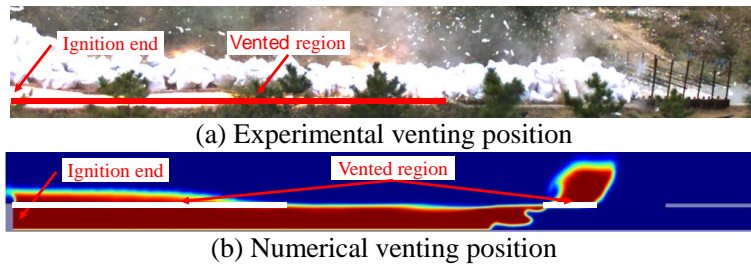 Ignition end
Vented region
(a) Experimental venting position
Ignition end
Vented region
(b) Numerical venting position